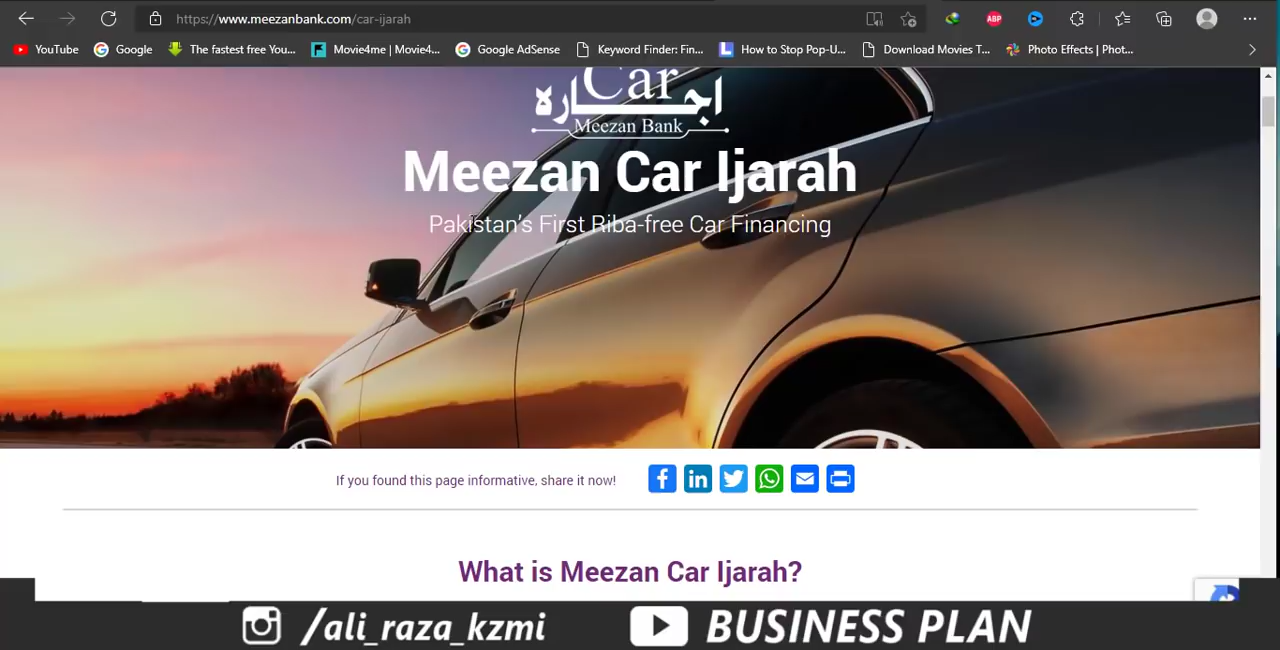 https://www.meezanbank.com/car-ijarah
ABP
YouTube
Google
The fastest free You...
Movie4me | Movie4...
Google AdSense
Keyword Finder: Fin...
How to Stop Pop-U...
Download Movies T...
Photo Effects | Phot...
Car
اجاره
Meezan Bank
Meezan Car Ijarah
Pakistan's First Riba-free Car Financing
If you found this page informative, share it now!
What is Meezan Car Ijarah?
/ali_raza_kzmi
BUSINESS PLAN